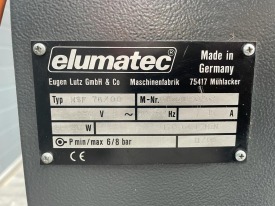 elumatec®
Made in
Germany
Eugen Lutz GmbH & Co Maschinenfabrik 75417 Mühlacker
Typ M-Nr.
V ~ Hz A
W
P min/max 6/8 bar
CE